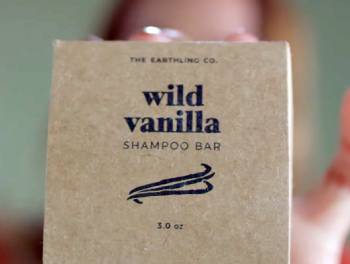 THE EARTHLING CO.
wild
vanilla
SHAMPOO BAR
3.0 oz